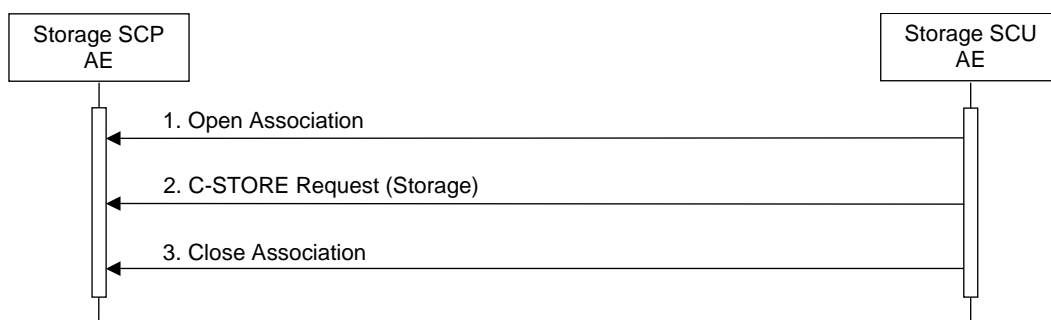 Storage SCP
AE
Storage SCU
AE
1. Open Association
2. C-STORE Request (Storage)
3. Close Association